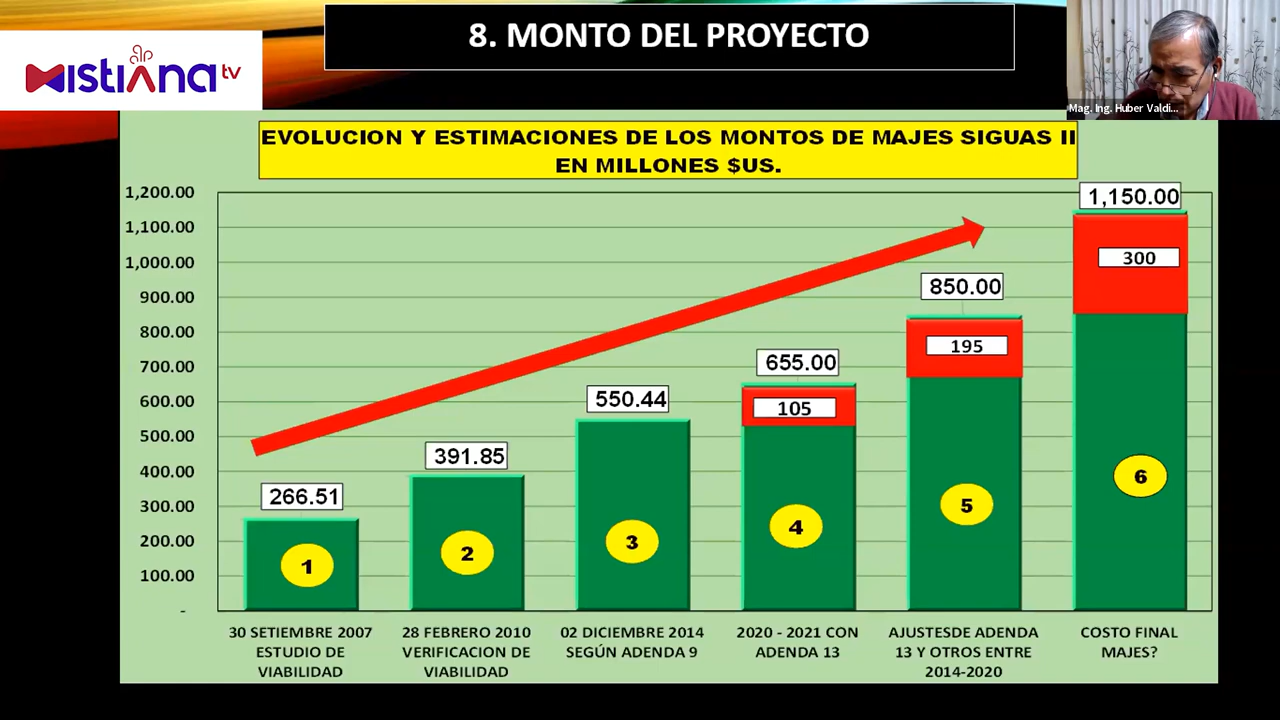 8. MONTO DEL PROYECTO
MISTIANA tv
Mag. Ing. Huber Valdi...
EVOLUCION Y ESTIMACIONES DE LOS MONTOS DE MAJES SIGUAS II
EN MILLONES $US.
1,200.00
1,100.00
1,000.00
900.00
800.00
700.00
600.00
500.00
400.00
300.00
200.00
100.00
-
266.51
391.85
550.44
655.00
850.00
1,150.00
105
195
300
1
2
3
4
5
6
30 SETIEMBRE 2007
ESTUDIO DE
VIABILIDAD
28 FEBRERO 2010
VERIFICACION DE
VIABILIDAD
02 DICIEMBRE 2014
SEGÚN ADENDA 9
2020 - 2021 CON
ADENDA 13
AJUSTESDE ADENDA
13 Y OTROS ENTRE
2014-2020
COSTO FINAL
MAJES?